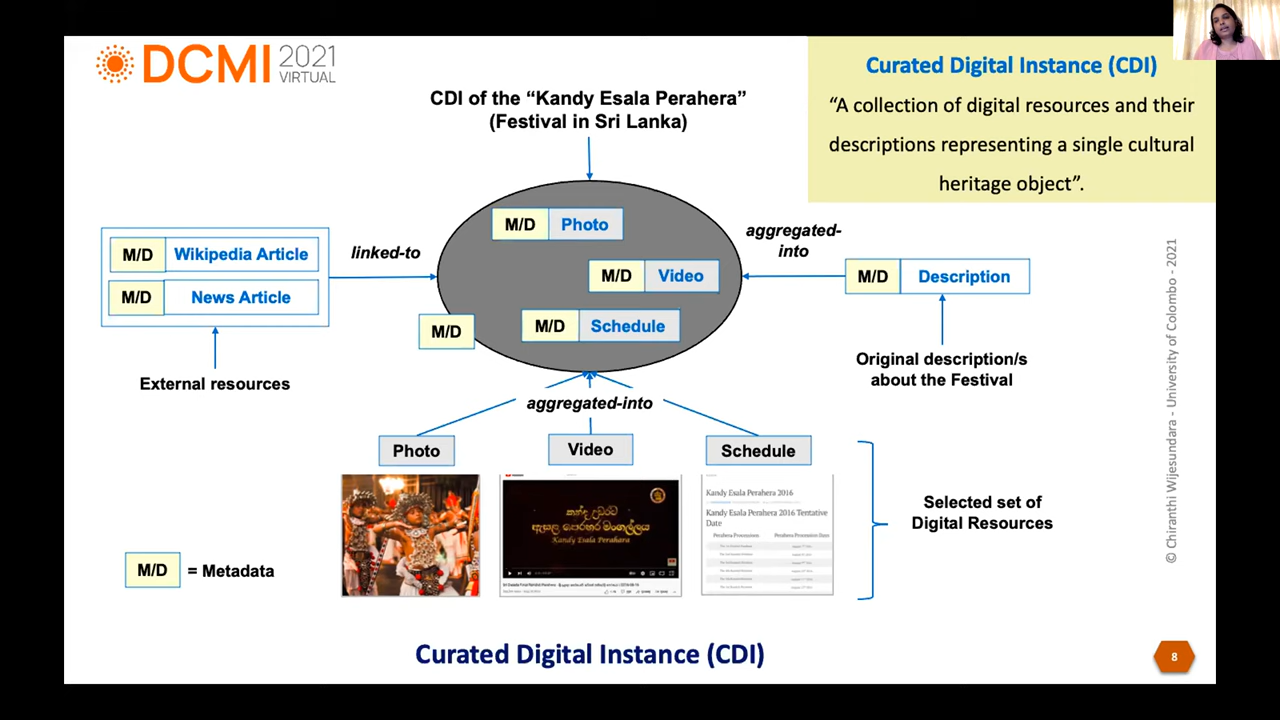 DCMI 2021
VIRTUAL
Curated Digital Instance (CDI)
“A collection of digital resources and their
descriptions representing a single cultural
heritage object”.
CDI of the “Kandy Esala Perahera”
(Festival in Sri Lanka)
M/D Photo
M/D Video
M/D Schedule
M/D
M/D Wikipedia Article
M/D News Article
linked-to
External resources
aggregated-
into
M/D Description
Original description/s
about the Festival
aggregated-into
Photo
Video
Schedule
Kandy Esala Perahera
Kandy Esala Perahera 2016
Kandy Esala Perahera 2016 Tentative
Date
Selected set of
Digital Resources
M/D = Metadata
© Chiranthi Wijesundara - University of Colombo - 2021
Curated Digital Instance (CDI)
8